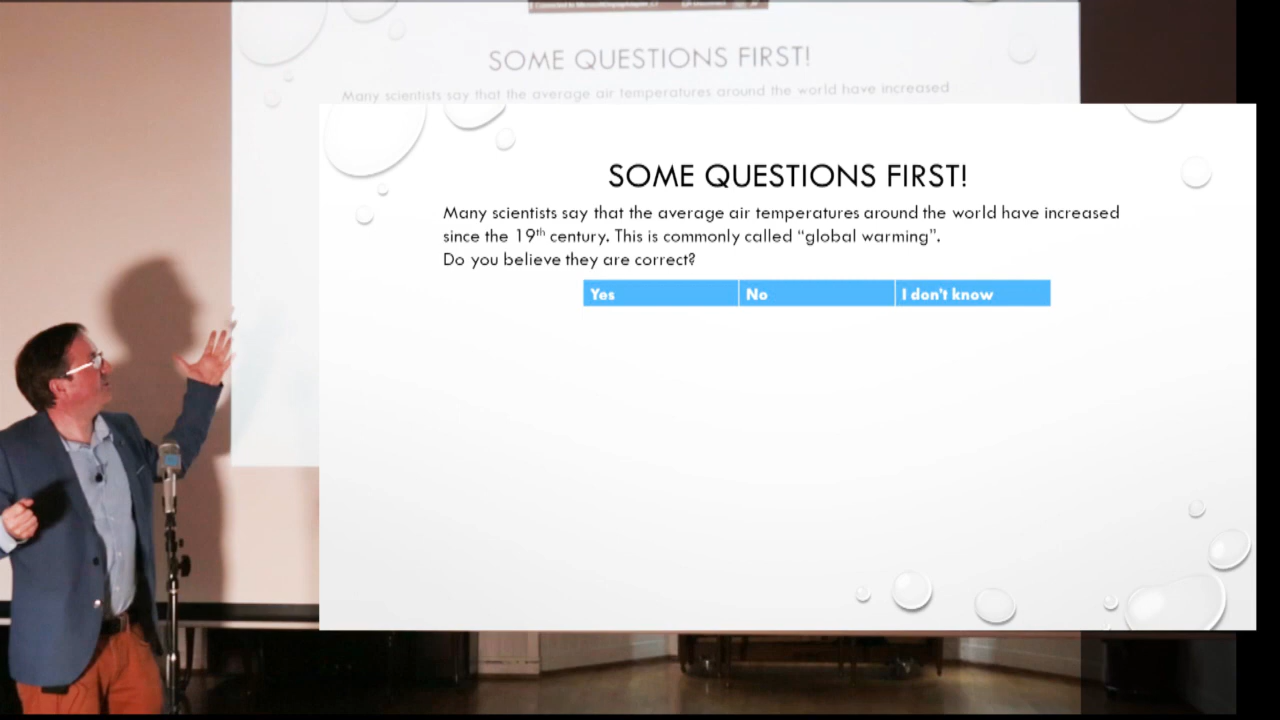 SOME QUESTIONS FIRST!
Many scientists say that the average air temperatures around the world have increased
SOME QUESTIONS FIRST!
Many scientists say that the average air temperatures around the world have increased
since the 19th century. This is commonly called “global warming”.
Do you believe they are correct?
Yes No I don't know